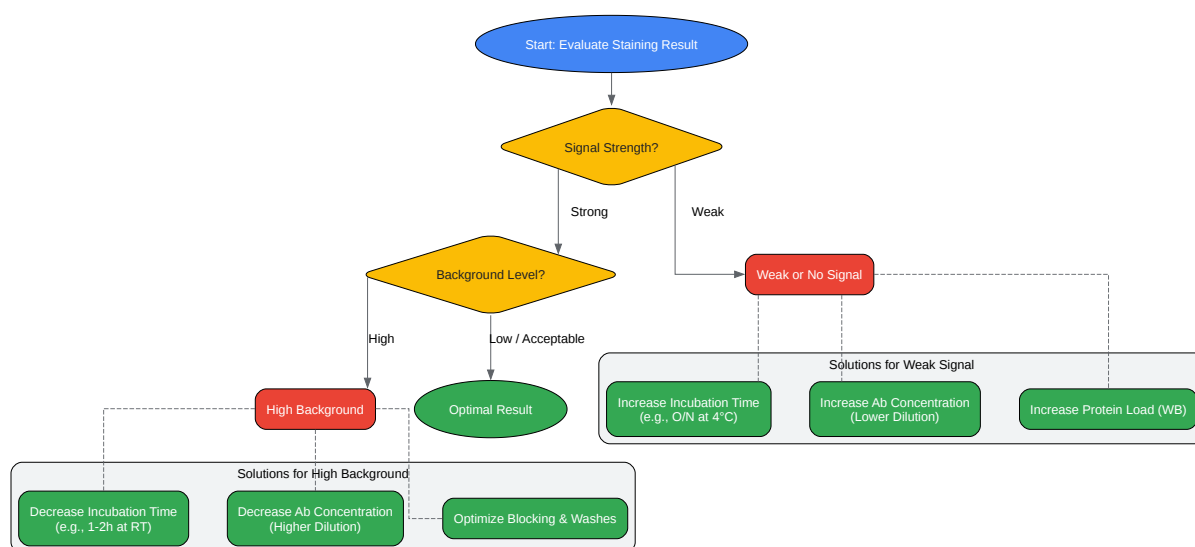 Start: Evaluate Staining Result
Signal Strength?
Strong
Weak
Background Level?
Weak or No Signal
High
Low / Acceptable
Solutions for Weak Signal
Increase Incubation Time
(e.g., O/N at 4°C)
Increase Ab Concentration
(Lower Dilution)
Increase Protein Load (WB)
High Background
Optimal Result
Solutions for High Background
Decrease Incubation Time
(e.g., 1-2h at RT)
Decrease Ab Concentration
(Higher Dilution)
Optimize Blocking & Washes